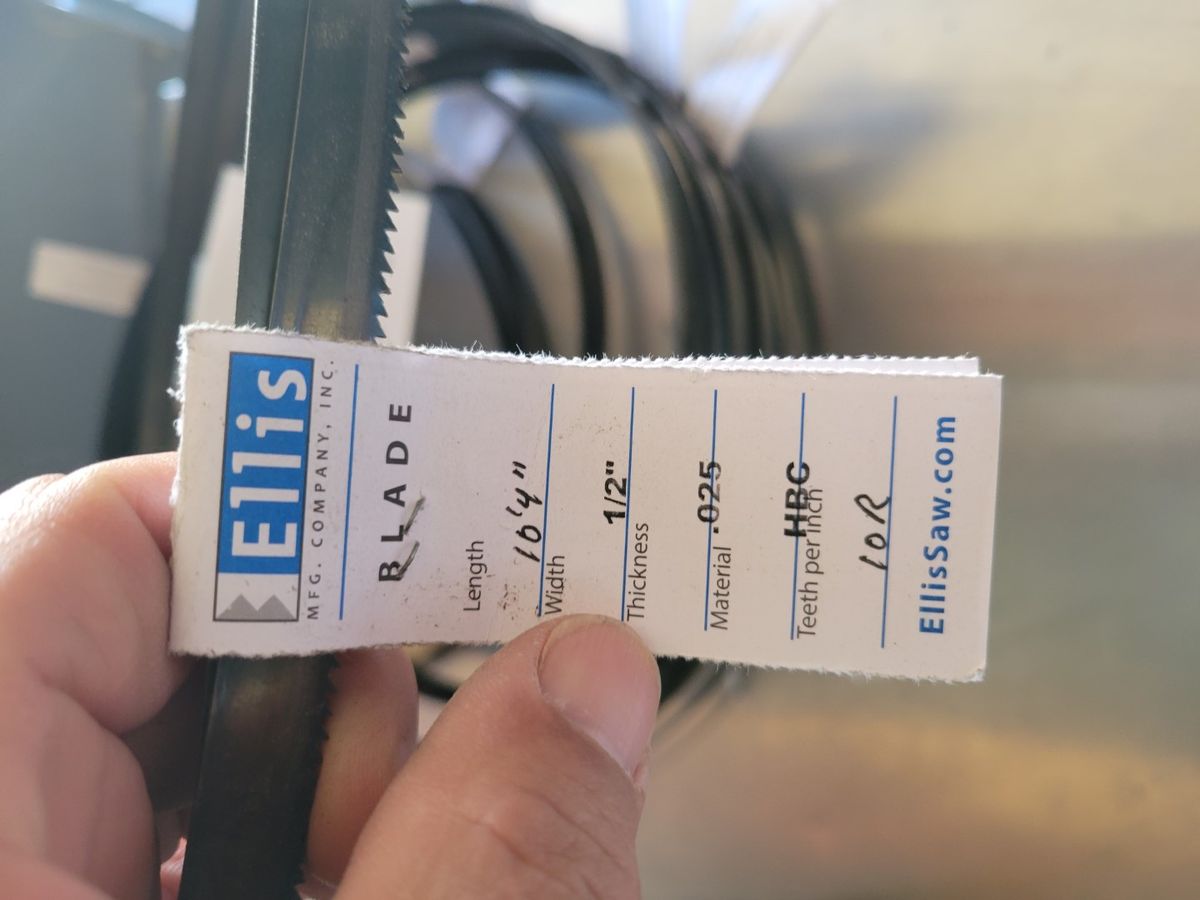 Ellis
MFG. COMPANY, INC.
BLADE
Length 10'4"
Width 1/2"
Thickness .025
Material HBC
Teeth per inch 10R
EllisSaw.com